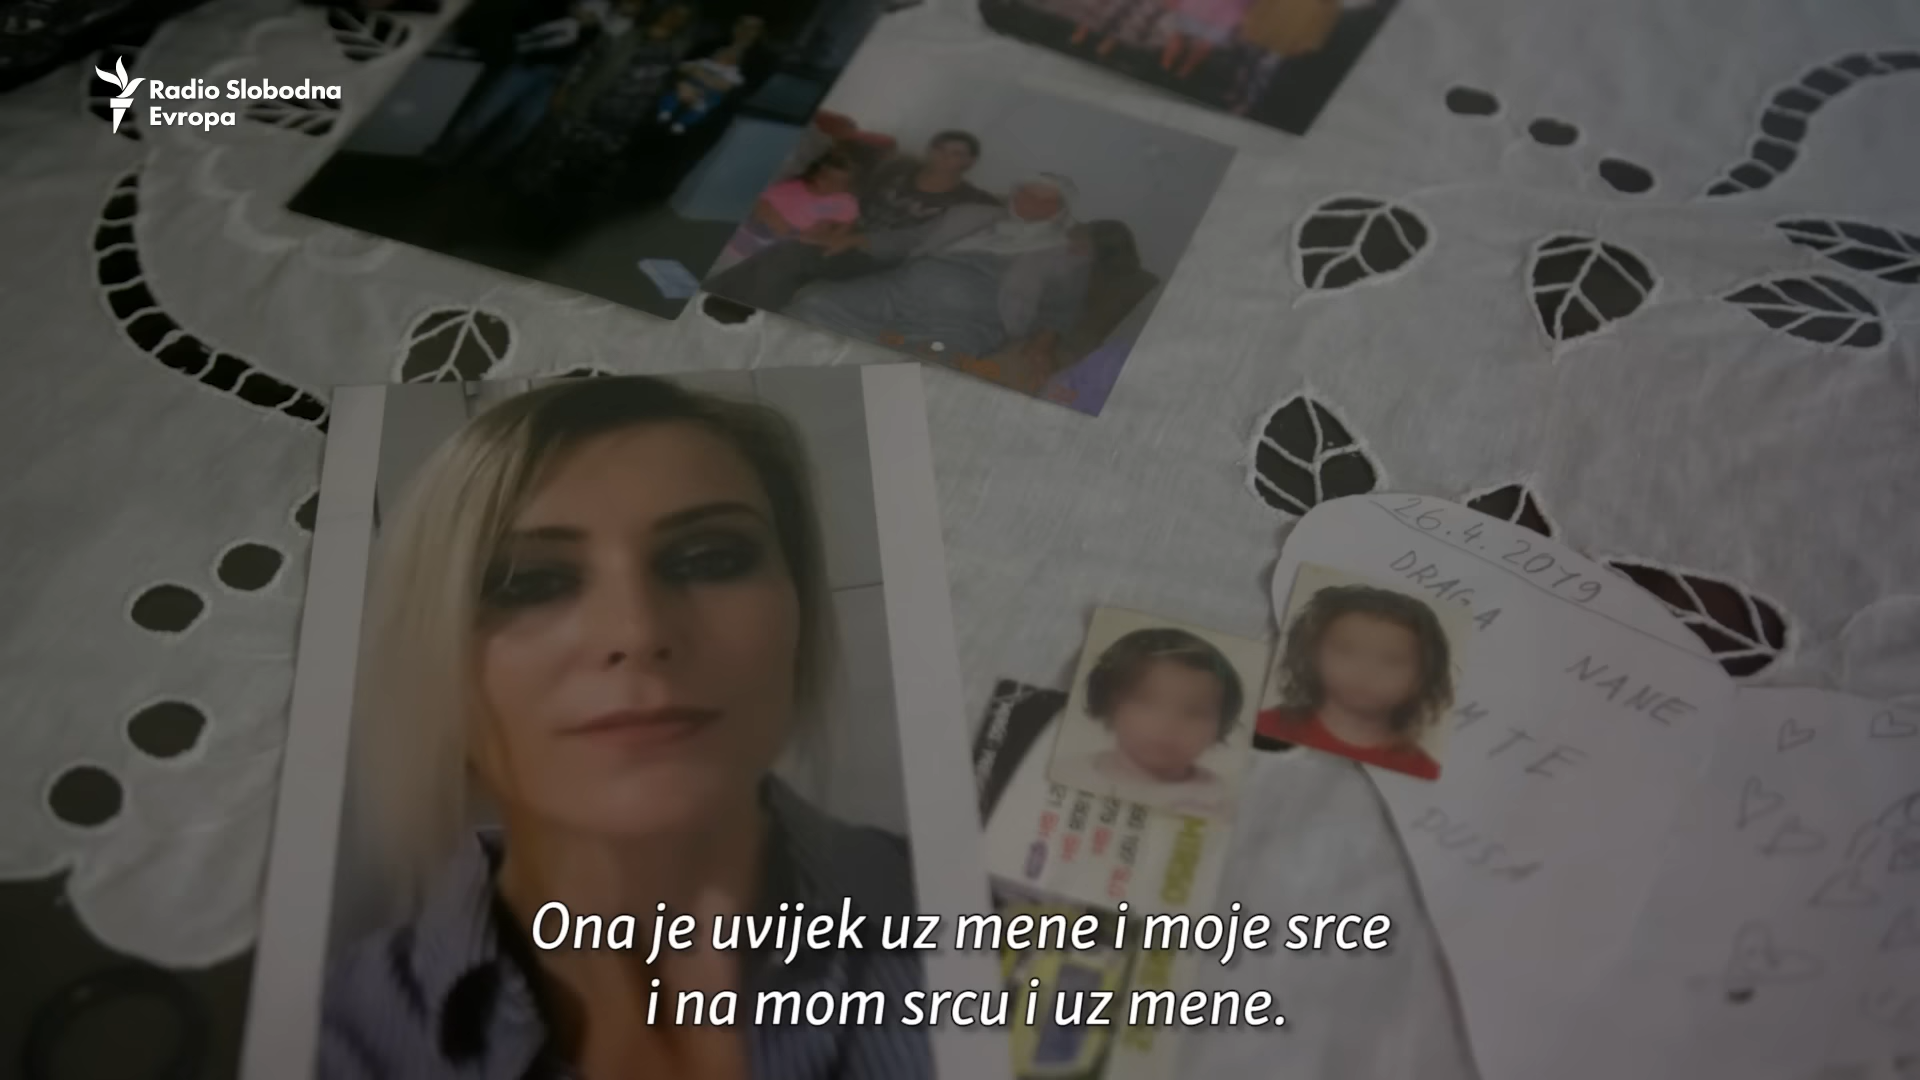 Radio Slobodna
Evropa
26.4.2019
DRAGA
NANE
M TE
DUSA
Ona je uvijek uz mene i moje srce
i na mom srcu i uz mene.